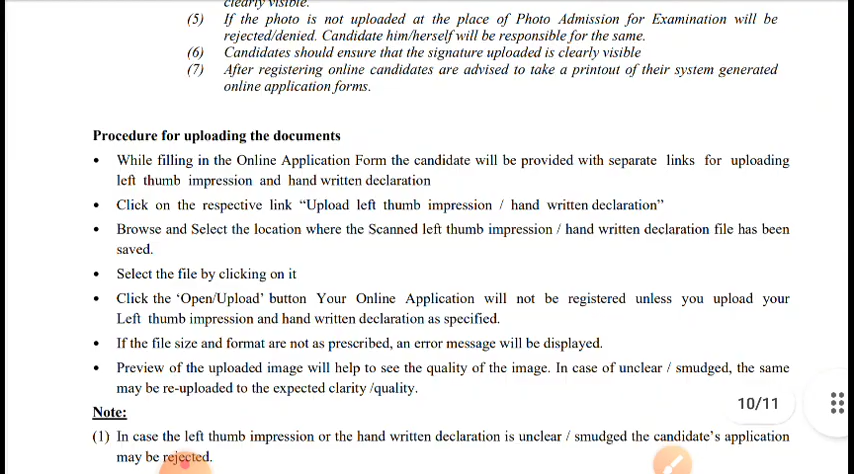 clearly visible.
(5) If the photo is not uploaded at the place of Photo Admission for Examination will be
rejected/denied. Candidate him/herself will be responsible for the same.
(6) Candidates should ensure that the signature uploaded is clearly visible
(7) After registering online candidates are advised to take a printout of their system generated
online application forms.
Procedure for uploading the documents
• While filling in the Online Application Form the candidate will be provided with separate links for uploading
left thumb impression and hand written declaration
• Click on the respective link “Upload left thumb impression / hand written declaration”
• Browse and Select the location where the Scanned left thumb impression / hand written declaration file has been
saved.
• Select the file by clicking on it
• Click the ‘Open/Upload’ button Your Online Application will not be registered unless you upload your
Left thumb impression and hand written declaration as specified.
• If the file size and format are not as prescribed, an error message will be displayed.
• Preview of the uploaded image will help to see the quality of the image. In case of unclear / smudged, the same
may be re-uploaded to the expected clarity /quality.
10/11
Note:
(1) In case the left thumb impression or the hand written declaration is unclear / smudged the candidate’s application
may be rejected.